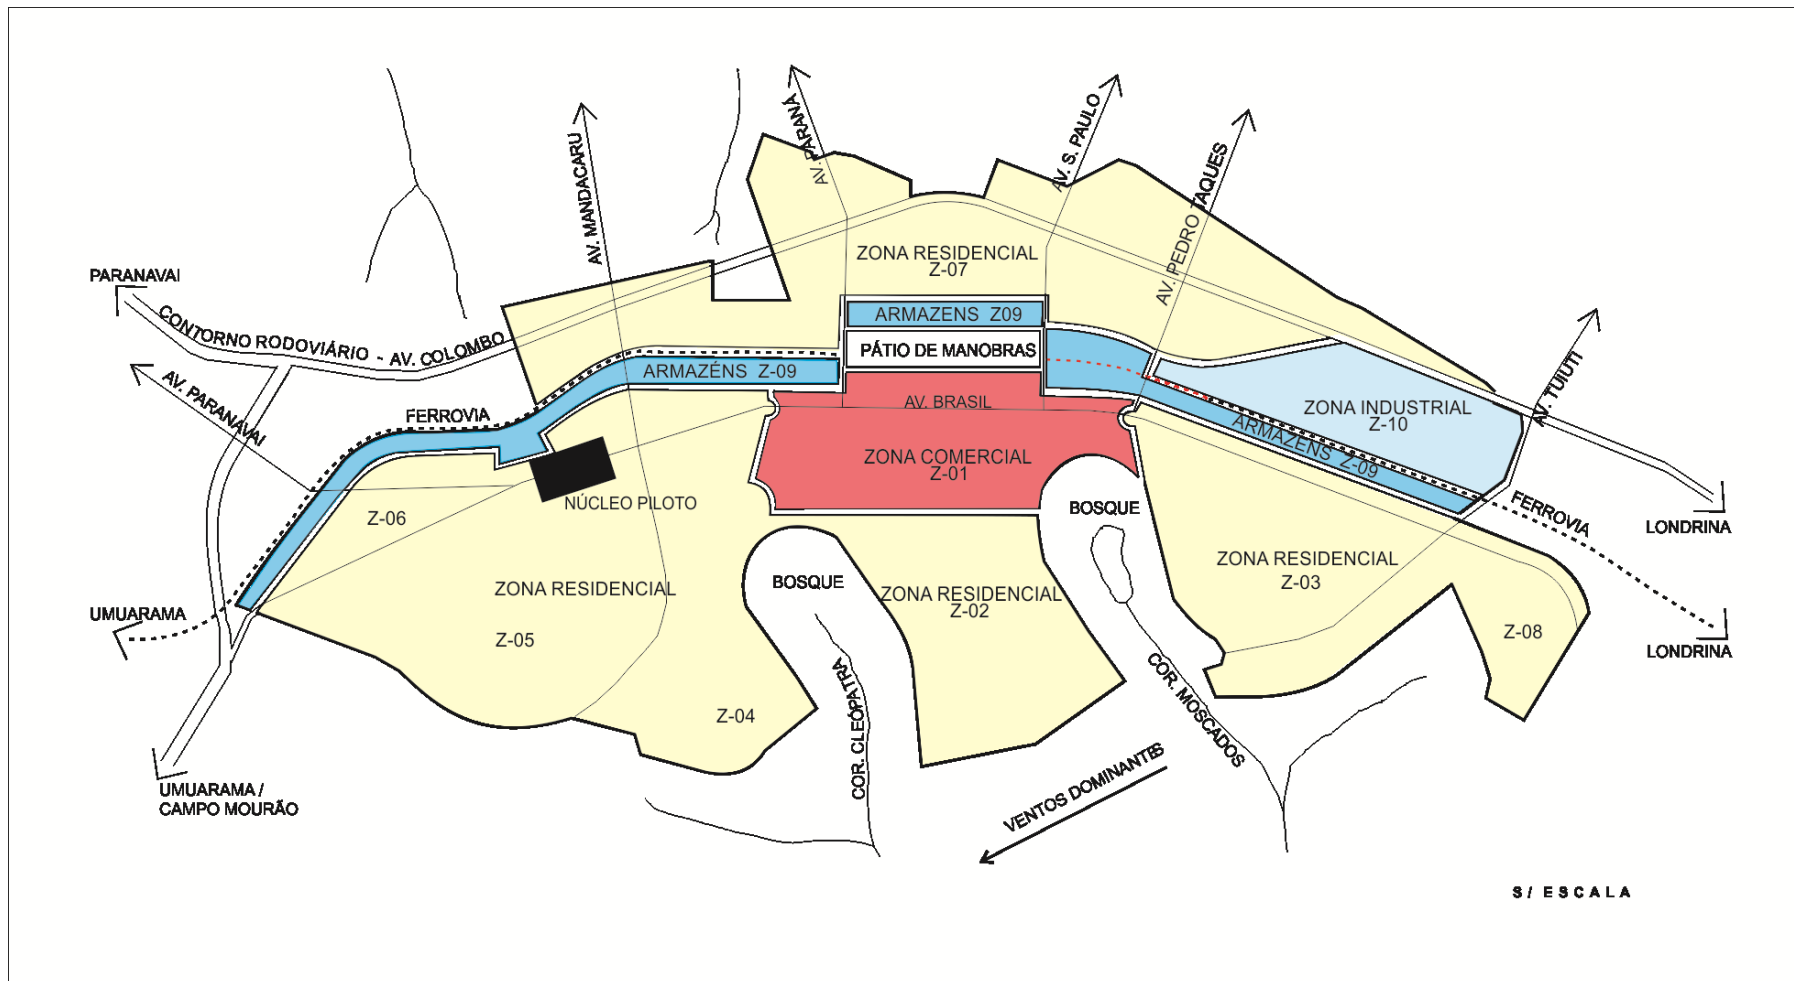 AV. PARANÁ
AV. S. PAULO
AV. MANDACARU
AV. PEDRO TAQUES
ZONA RESIDENCIAL
Z-07
PARANAVAI
CONTORNO RODOVIÁRIO - AV. COLOMBO
ARMAZENS Z09
PÁTIO DE MANOBRAS
ARMAZÉNS Z-09
AV. PARANAVAI
FERROVIA
AV. BRASIL
ZONA INDUSTRIAL
Z-10
AV. TUIUTI
ARMAZENS Z-09
ZONA COMERCIAL
Z-01
NÚCLEO PILOTO
Z-06
BOSQUE
FERROVIA
LONDRINA
ZONA RESIDENCIAL
Z-05
BOSQUE
ZONA RESIDENCIAL
Z-02
ZONA RESIDENCIAL
Z-03
Z-08
UMUARAMA
LONDRINA
Z-04
COR. CLEÓPATRA
COR. MOSCADOS
VENTOS DOMINANTES
UMUARAMA /
CAMPO MOURÃO
S/ ESCALA